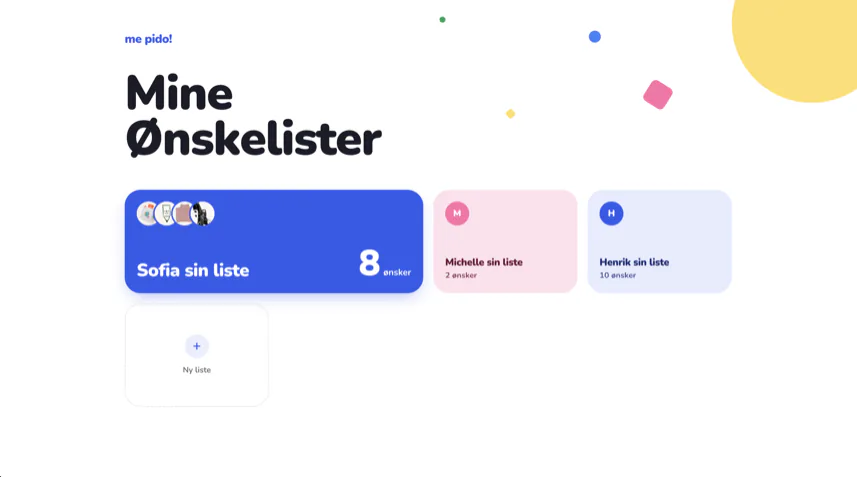 me pido!
Mine
Ønskelister
Sofia sin liste
8 ønsker
M
Michelle sin liste
2 ønsker
H
Henrik sin liste
10 ønsker
+
Ny liste